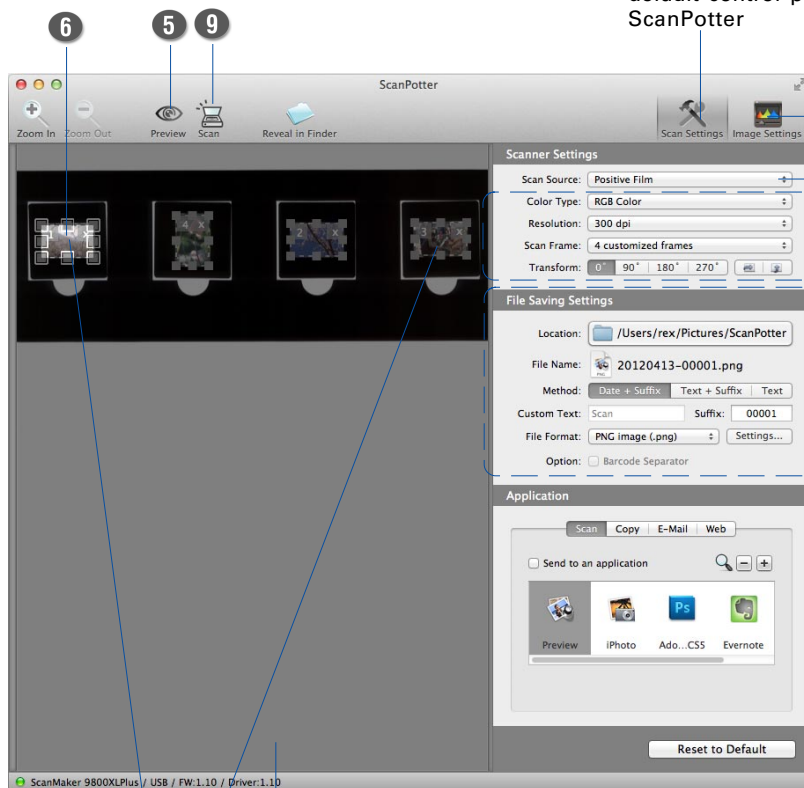 ScanPotter
6
5
9
ScanPotter
Zoom In
Zoom Out
Preview
Scan
Reveal in Finder
Scan Settings
Image Settings
1
4 x
2
3 x
Scanner Settings
Scan Source: Positive Film
Color Type: RGB Color
Resolution: 300 dpi
Scan Frame: 4 customized frames
Transform: 0° 90° 180° 270°
File Saving Settings
Location: /Users/rex/Pictures/ScanPotter
File Name: 20120413-00001.png
Method: Date + Suffix Text + Suffix Text
Custom Text: Scan Suffix: 00001
File Format: PNG image (.png) Settings...
Option: Barcode Separator
Application
Scan Copy E-Mail Web
Send to an application
Ps
Preview iPhoto Ado...CS5 Evernote
Reset to Default
ScanMaker 9800XLPlus / USB / FW:1.10 / Driver:1.10